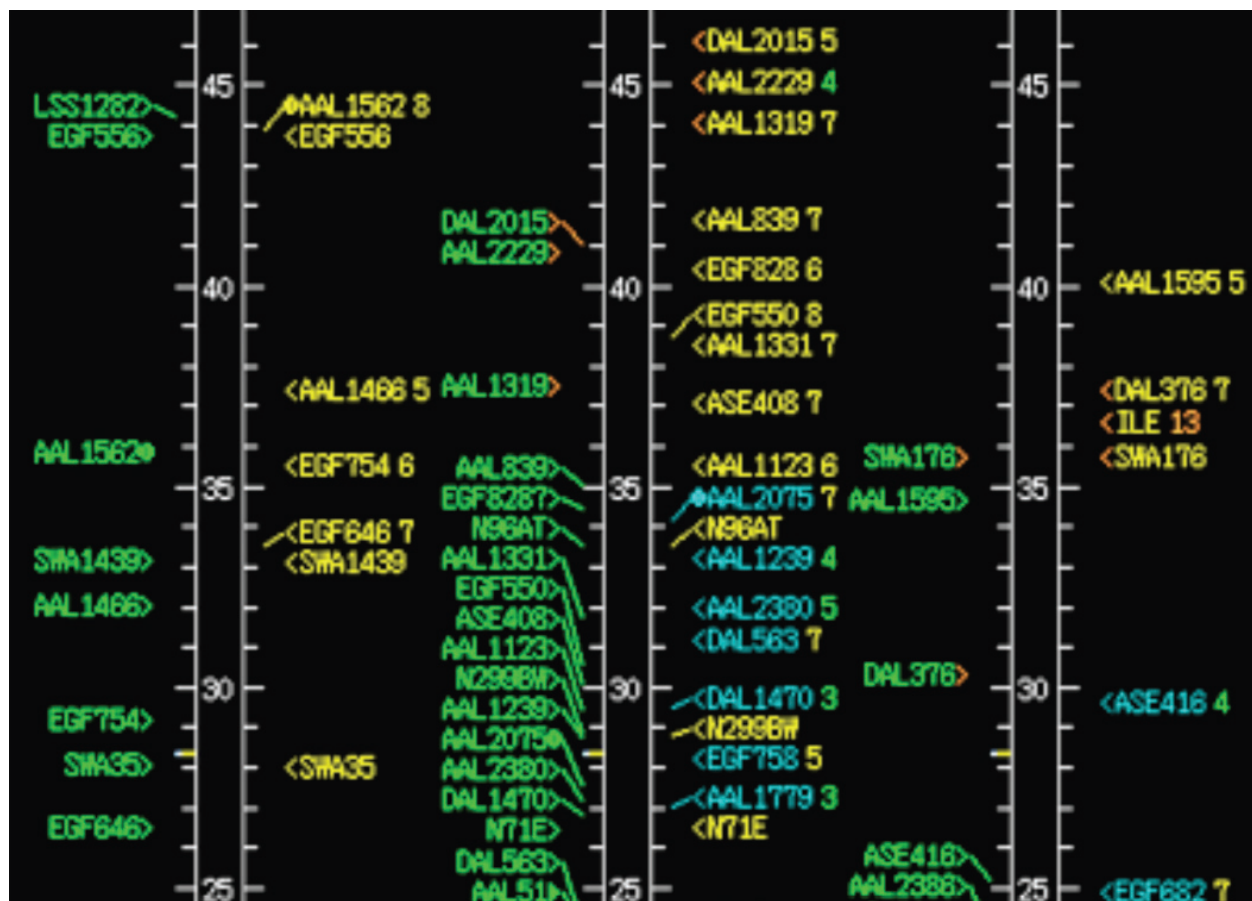 <DAL2015 5
45 45 <AAL2229 4 45
LSS1282> AAL1562 8
<AAL1319 7
EGF556> <EGF556
DAL2015> <AAL839 7
AAL2229> <EGF828 6
40 40 40 <AAL1595 5
<EGF550 8
<AAL1331 7
<AAL1466 5 AAL1319> <ASE408 7 <DAL376 7
<ILE 13
AAL1562 <EGF754 6 AAL839> <AAL1123 6 SWA176> <SWA176
35 EGF828? 35 AAL2075 7 AAL1595> 35
<EGF646 7 N96AT> <N96AT
SWA1439> <SWA1439 AAL1331> <AAL1239 4
EGF550>
AAL1466> ASE408> <AAL2380 5
AAL1123> <DAL563 7
30 N299BW> 30 <DAL1470 3 DAL376> 30 <ASE416 4
EGF754> AAL1239> <N299BW
AAL2075
SWA35> <SWA35 AAL2380> <EGF758 5
DAL1470> <AAL1779 3
EGF646> N71E> <N71E
DAL563> ASE416>
25 AAL51 25 AAL2386> 25 <EGF682 7